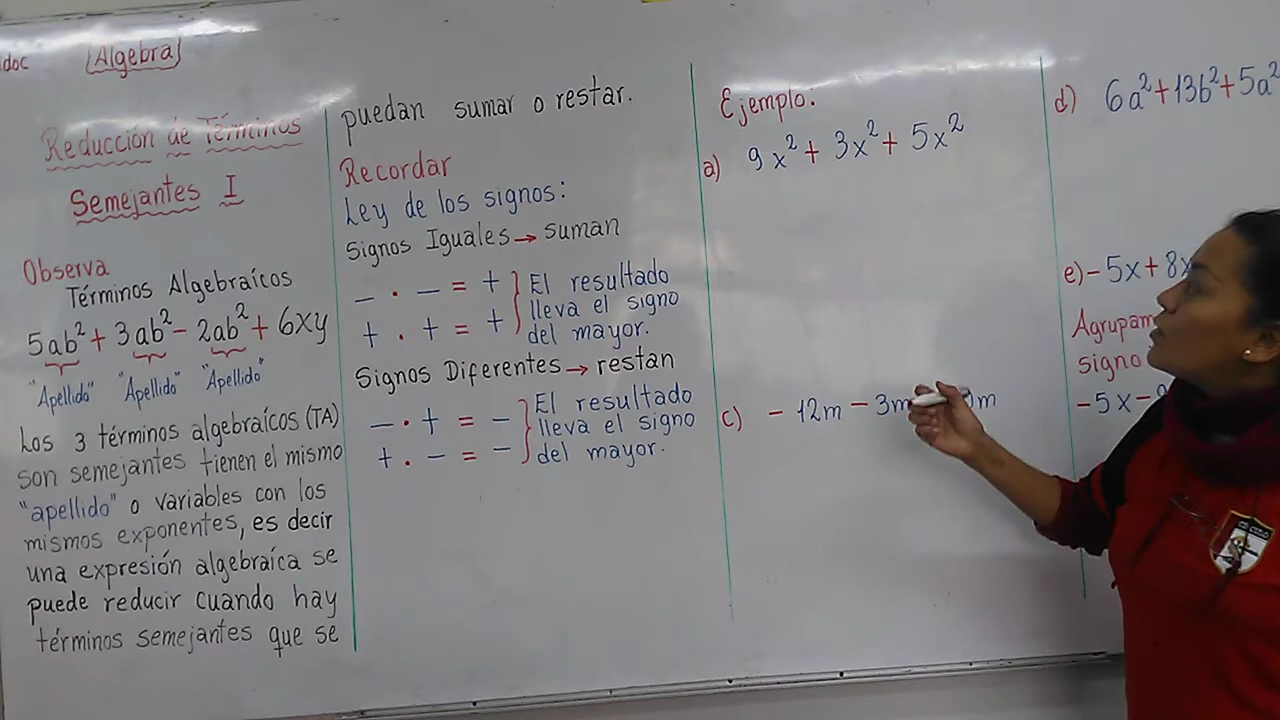 doc
(Algebra)
Reducción de Términos
Semejantes I
Observa
Términos Algebraícos
5ab² + 3ab² - 2ab² + 6xy
"Apellido" "Apellido" "Apellido"
Los 3 términos algebraícos (TA)
son semejantes tienen el mismo
"apellido" o variables con los
mismos exponentes, es decir
una expresión algebraíca se
puede reducir cuando hay
términos semejantes que se
puedan sumar o restar.
Recordar
Ley de los signos:
Signos Iguales → suman
- · - = +
+ · + = +
El resultado
lleva el signo
del mayor.
Signos Diferentes → restan
- · + = -
+ · - = -
El resultado
lleva el signo
del mayor.
Ejemplo:
a) 9x² + 3x² + 5x²
c) - 12m - 3m m
d) 6a² + 13b² + 5a²
e) - 5x + 8x
Agrupam
signo
- 5x -